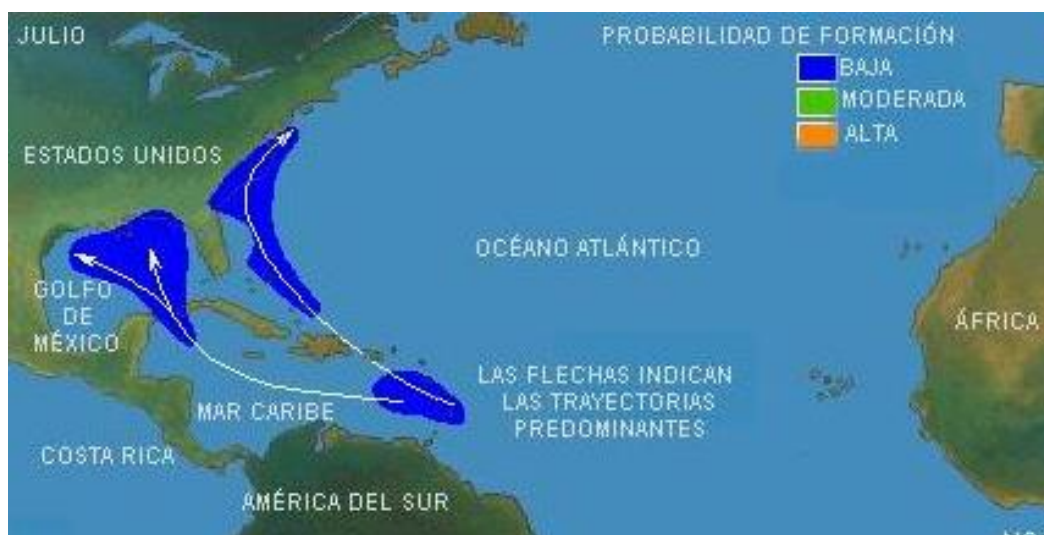 JULIO
PROBABILIDAD DE FORMACIÓN
BAJA
MODERADA
ALTA
ESTADOS UNIDOS
OCÉANO ATLÁNTICO
GOLFO
DE
MÉXICO
ÁFRICA
LAS FLECHAS INDICAN
LAS TRAYECTORIAS
PREDOMINANTES
MAR CARIBE
COSTA RICA
AMÉRICA DEL SUR